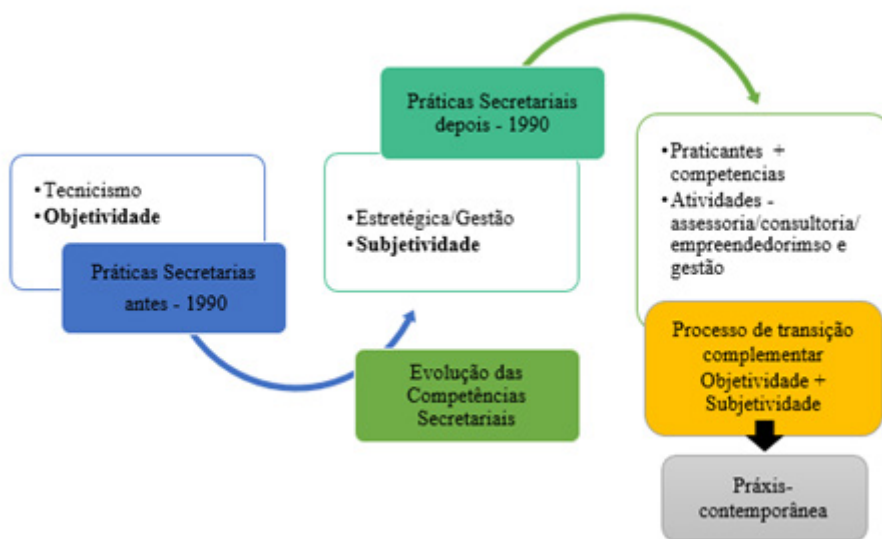 •Tecnicismo
•Objetividade
Práticas Secretarias
antes - 1990
Práticas Secretariais
depois - 1990
•Estretégica/Gestão
•Subjetividade
Evolução das
Competências
Secretariais
•Praticantes +
competencias
•Atividades -
assessoria/consultoria/
empreendedorimso e
gestão
Processo de transição
complementar
Objetividade +
Subjetividade
Práxis-
contemporânea